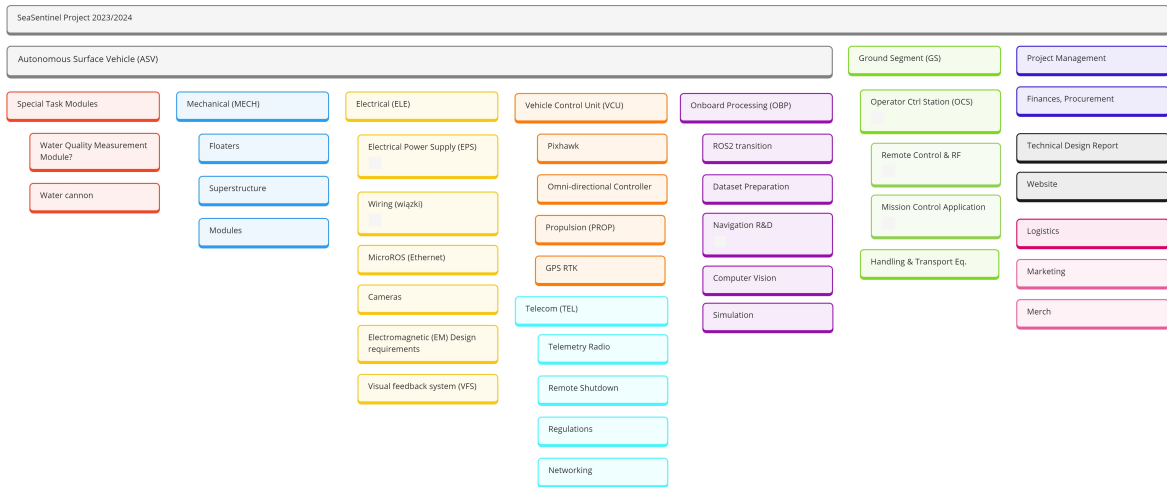 SeaSentinel Project 2023/2024
Autonomous Surface Vehicle (ASV)
Special Task Modules
Water Quality Measurement
Module?
Water cannon
Mechanical (MECH)
Floaters
Superstructure
Modules
Electrical (ELE)
Electrical Power Supply (EPS)
Wiring (wiązki)
MicroROS (Ethernet)
Cameras
Electromagnetic (EM) Design
requirements
Visual feedback system (VFS)
Vehicle Control Unit (VCU)
Pixhawk
Omni-directional Controller
Propulsion (PROP)
GPS RTK
Telecom (TEL)
Telemetry Radio
Remote Shutdown
Regulations
Networking
Onboard Processing (OBP)
ROS2 transition
Dataset Preparation
Navigation R&D
Computer Vision
Simulation
Ground Segment (GS)
Operator Ctrl Station (OCS)
Remote Control & RF
Mission Control Application
Handling & Transport Eq.
Project Management
Finances, Procurement
Technical Design Report
Website
Logistics
Marketing
Merch